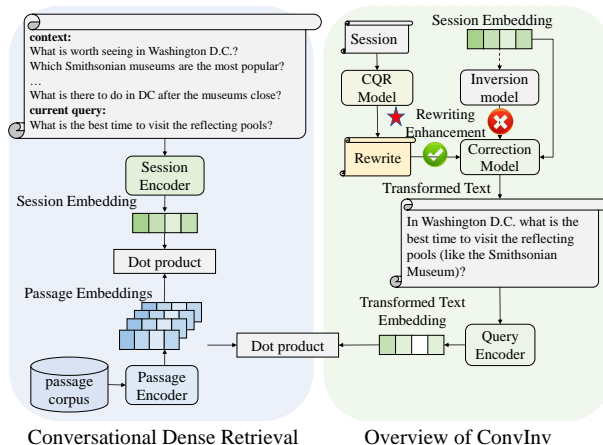 context:
What is worth seeing in Washington D.C.?
Which Smithsonian museums are the most popular?
...
What is there to do in DC after the museums close?
current query:
What is the best time to visit the reflecting pools?
Session
Encoder
Session Embedding
Dot product
Passage Embeddings
passage
corpus
Passage
Encoder
Conversational Dense Retrieval
Session Embedding
Session
CQR
Model
Inversion
model
Rewriting
Enhancement
Rewrite
Correction
Model
Transformed Text
In Washington D.C. what is the
best time to visit the reflecting
pools (like the Smithsonian
Museum)?
Transformed Text
Embedding
Query
Encoder
Dot product
Overview of ConvInv